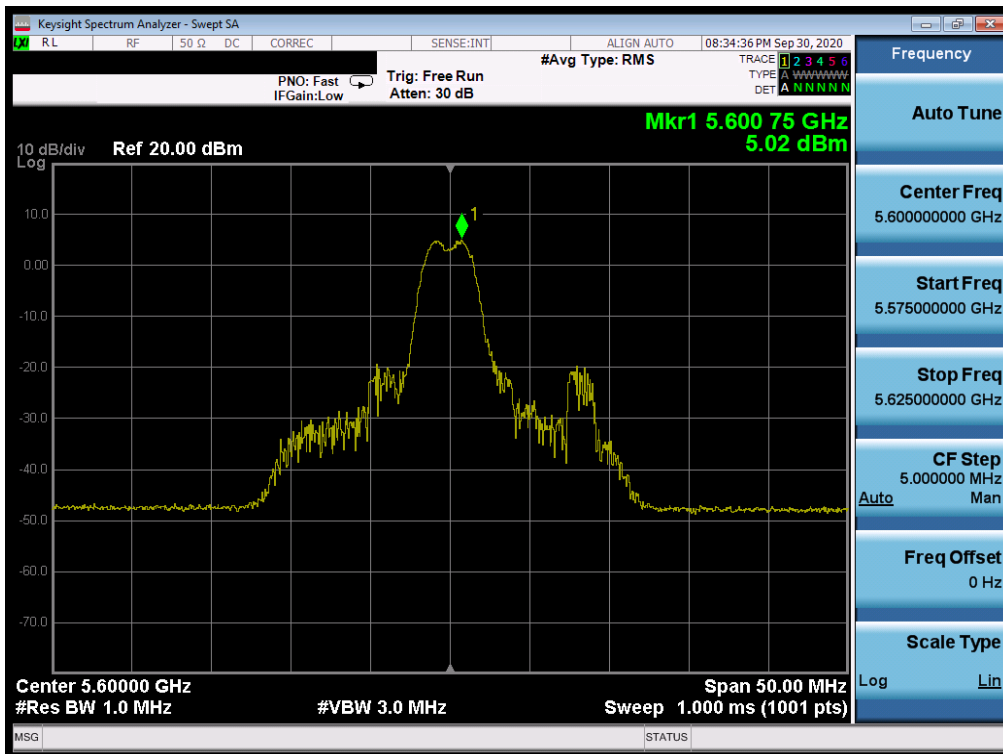 Keysight Spectrum Analyzer - Swept SA
LXI RL RF 50 Ω DC CORREC SENSE:INT ALIGN AUTO 08:34:36 PM Sep 30, 2020
PNO: Fast
IFGain:Low
Trig: Free Run
Atten: 30 dB
#Avg Type: RMS
TRACE 1 2 3 4 5 6
TYPE A WWWWW
DET A N N N N N
Mkr1 5.600 75 GHz
5.02 dBm
10 dB/div Ref 20.00 dBm
Log
1
10.0
0.00
-10.0
-20.0
-30.0
-40.0
-50.0
-60.0
-70.0
Center 5.60000 GHz Span 50.00 MHz
#Res BW 1.0 MHz #VBW 3.0 MHz Sweep 1.000 ms (1001 pts)
MSG STATUS
Frequency
Auto Tune
Center Freq
5.600000000 GHz
Start Freq
5.575000000 GHz
Stop Freq
5.625000000 GHz
CF Step
5.000000 MHz
Auto Man
Freq Offset
0 Hz
Scale Type
Log Lin